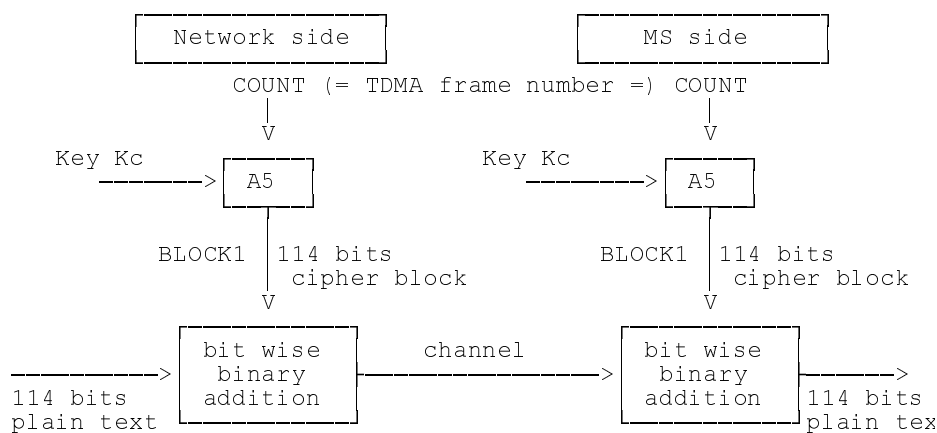 Network side MS side
COUNT (= TDMA frame number =) COUNT
V V
Key Kc Key Kc
A5 A5
BLOCK1 114 bits BLOCK1 114 bits
cipher block cipher block
V V
bit wise channel bit wise
binary binary
addition addition
114 bits 114 bits
plain text plain tex